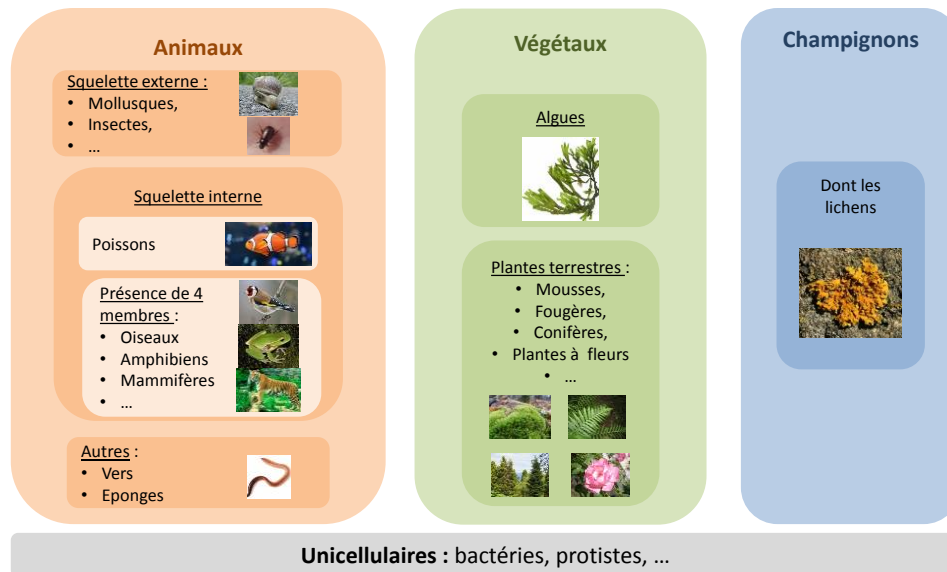 Animaux
Squelette externe :
• Mollusques,
• Insectes,
• …
Squelette interne
Poissons
Présence de 4
membres :
• Oiseaux
• Amphibiens
• Mammifères
• …
Autres :
• Vers
• Eponges
Végétaux
Algues
Plantes terrestres :
• Mousses,
• Fougères,
• Conifères,
• Plantes à fleurs
• …
Champignons
Dont les
lichens
Unicellulaires : bactéries, protistes, …